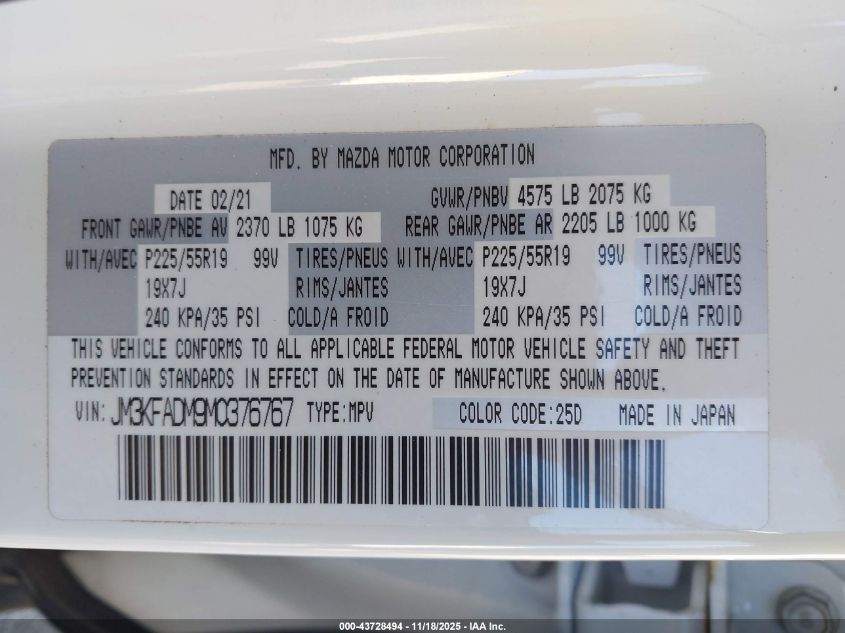 MFD. BY MAZDA MOTOR CORPORATION
DATE 02/21 GVWR/PNBV 4575 LB 2075 KG
FRONT GAWR/PNBE AV 2370 LB 1075 KG REAR GAWR/PNBE AR 2205 LB 1000 KG
WITH/AVEC P225/55R19 99V TIRES/PNEUS WITH/AVEC P225/55R19 99V TIRES/PNEUS
19X7J RIMS/JANTES 19X7J RIMS/JANTES
240 KPA/35 PSI COLD/A FROID 240 KPA/35 PSI COLD/A FROID
THIS VEHICLE CONFORMS TO ALL APPLICABLE FEDERAL MOTOR VEHICLE SAFETY AND THEFT
PREVENTION STANDARDS IN EFFECT ON THE DATE OF MANUFACTURE SHOWN ABOVE.
VIN: JM3KFADM9M0376767 TYPE:MPV COLOR CODE:25D MADE IN JAPAN
000-43728494 - 11/18/2025 - IAA Inc.